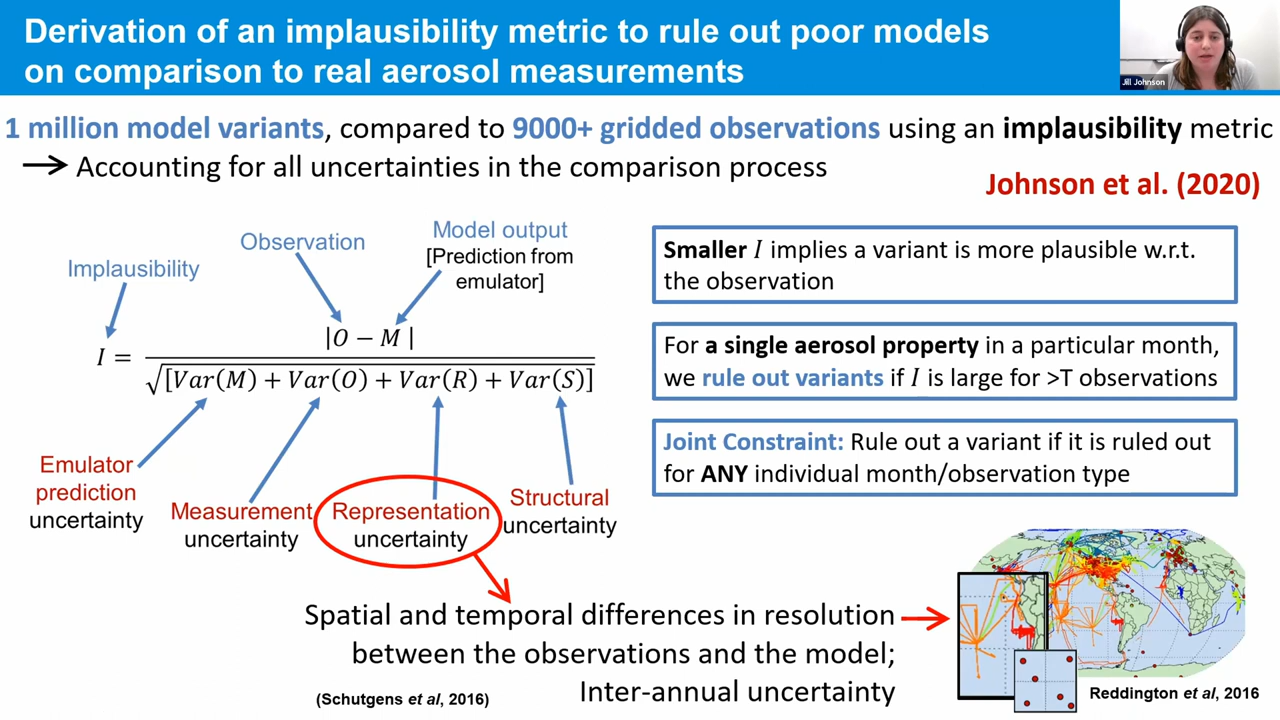 Derivation of an implausibility metric to rule out poor models
on comparison to real aerosol measurements
Jill Johnson
1 million model variants, compared to 9000+ gridded observations using an implausibility metric
→ Accounting for all uncertainties in the comparison process
Johnson et al. (2020)
Implausibility
Observation
Model output
[Prediction from
emulator]
I = |O − M| / √[Var(M) + Var(O) + Var(R) + Var(S)]
Emulator
prediction
uncertainty
Measurement
uncertainty
Representation
uncertainty
Structural
uncertainty
Smaller I implies a variant is more plausible w.r.t.
the observation
For a single aerosol property in a particular month,
we rule out variants if I is large for >T observations
Joint Constraint: Rule out a variant if it is ruled out
for ANY individual month/observation type
Spatial and temporal differences in resolution
between the observations and the model;
Inter-annual uncertainty
(Schutgens et al, 2016)
Reddington et al, 2016